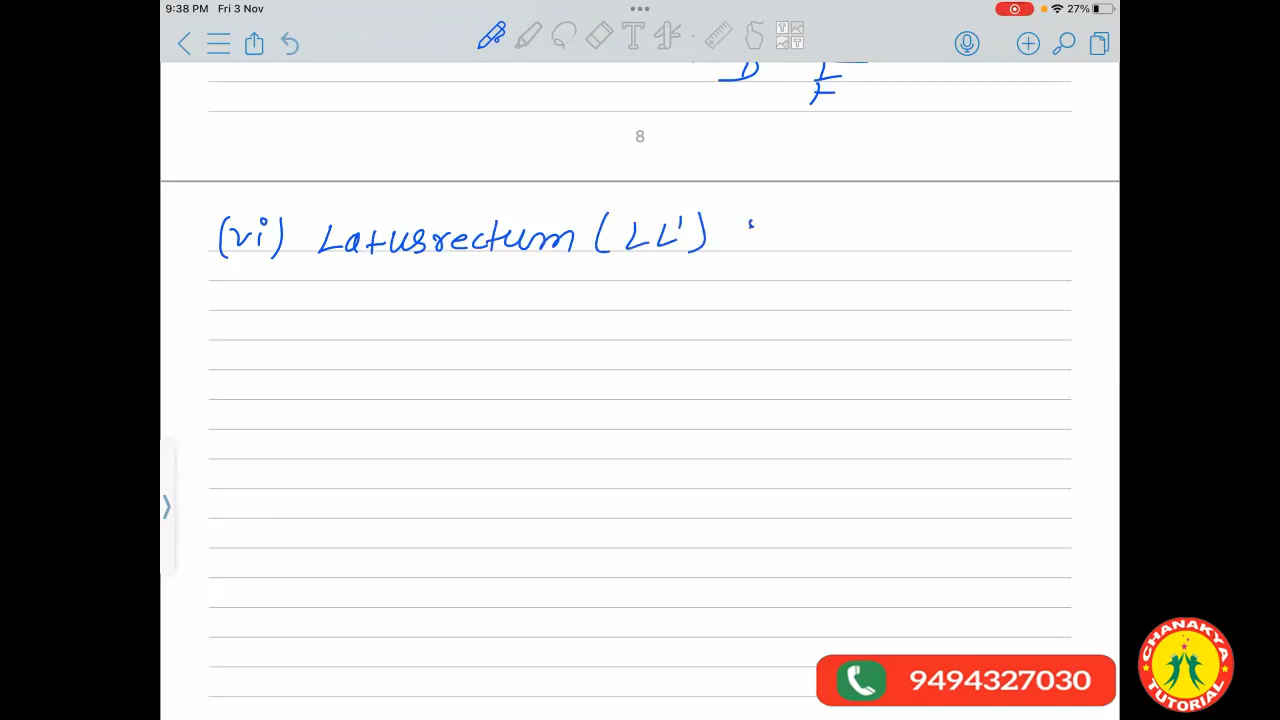 9:38 PM Fri 3 Nov
27%
8
(vi) Latusrectum (LL')
9494327030
CHANAKYA
TUTORIAL